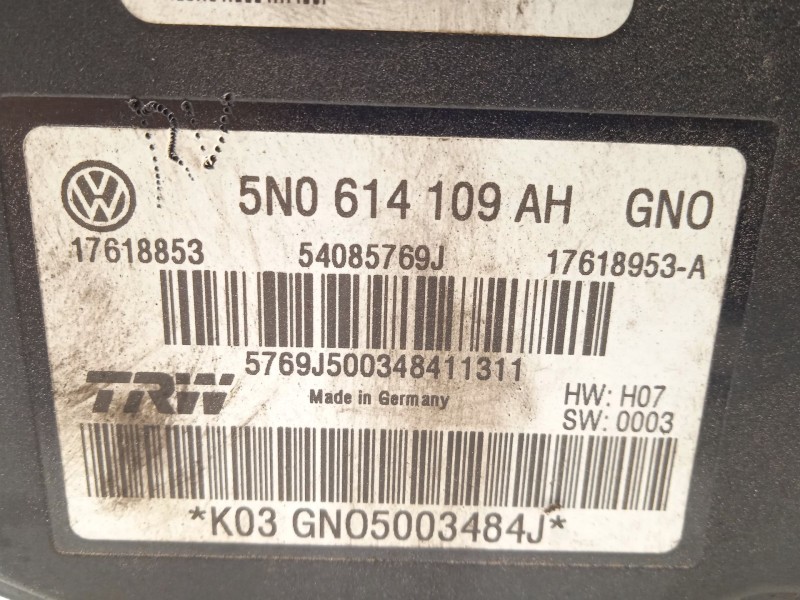 5N0 614 109 AH GNO
17618853 54085769J 17618953-A
5769J500348411311
TRW Made in Germany HW: H07
SW: 0003
*K03 GNO5003484J*